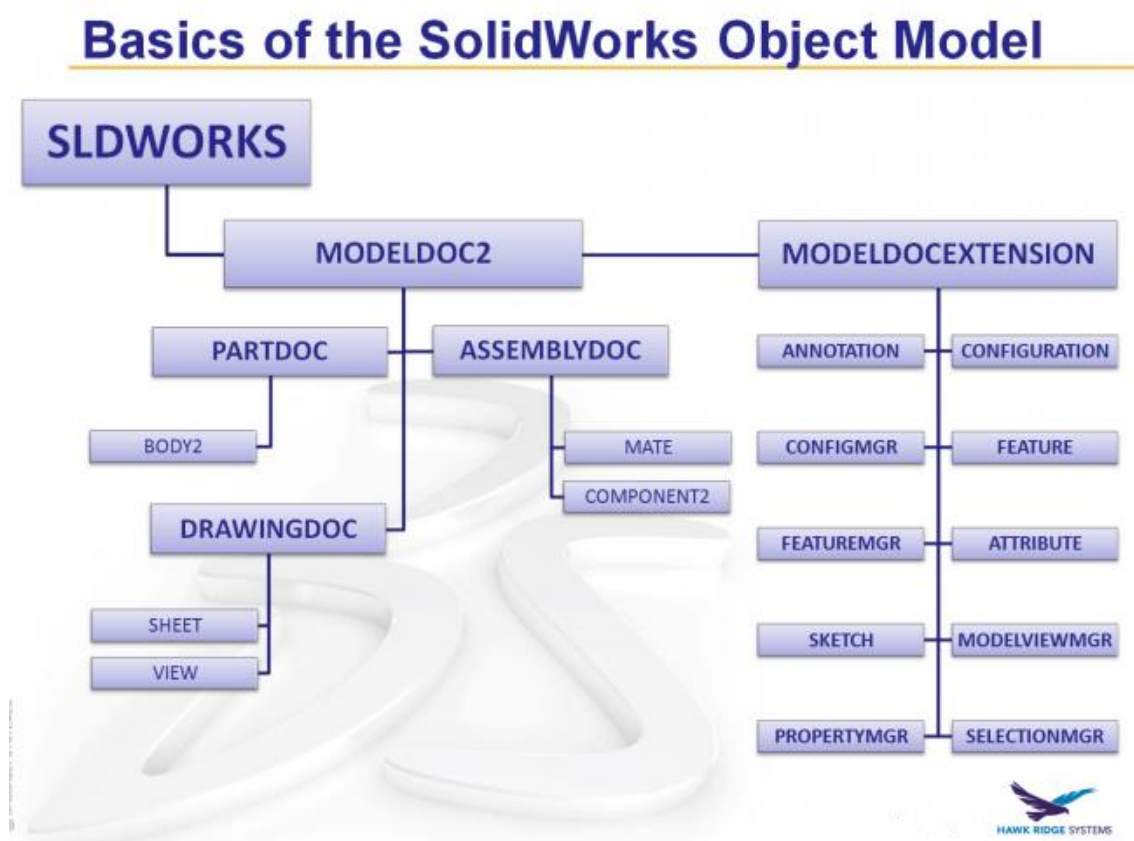 Basics of the SolidWorks Object Model
SLDWORKS
MODELDOC2
MODELDOCEXTENSION
PARTDOC
ASSEMBLYDOC
ANNOTATION
CONFIGURATION
BODY2
MATE
CONFIGMGR
FEATURE
COMPONENT2
DRAWINGDOC
FEATUREMGR
ATTRIBUTE
SHEET
SKETCH
MODELVIEWMGR
VIEW
PROPERTYMGR
SELECTIONMGR
HAWK RIDGE SYSTEMS